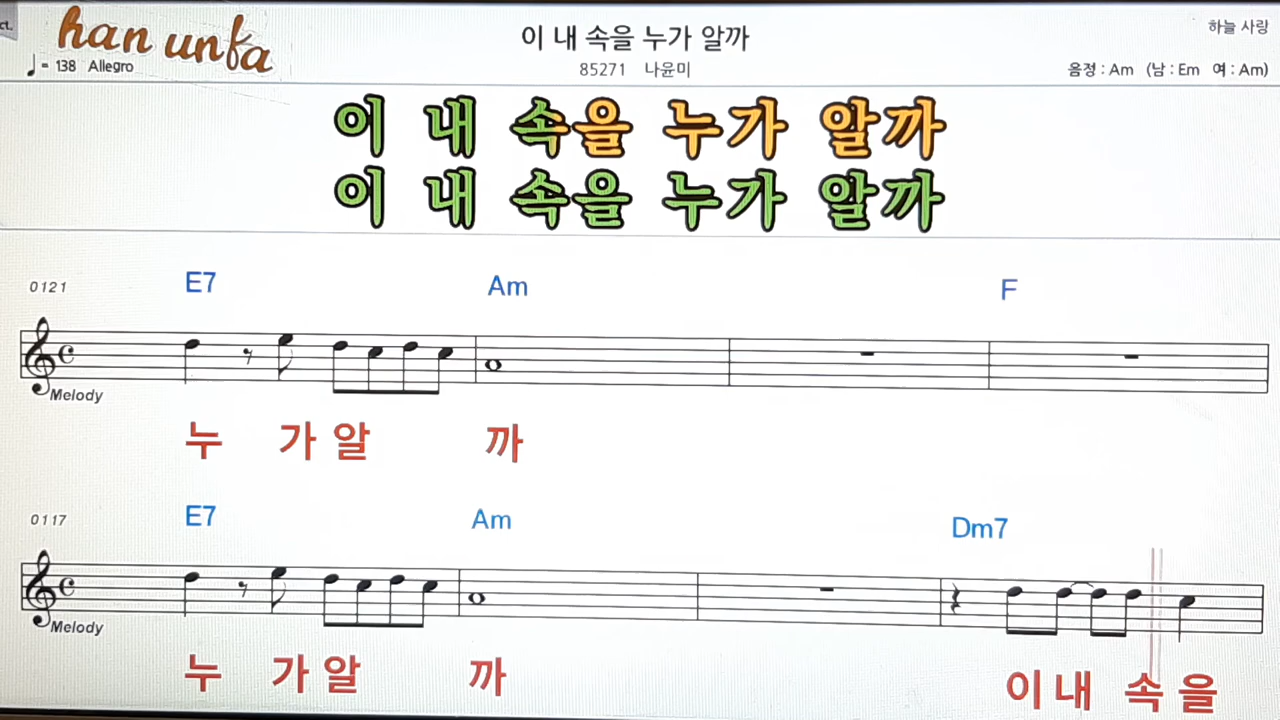 ct.
han unfa
이 내 속을 누가 알까
하늘 사랑
= 138 Allegro
85271 나윤미
음정 : Am (남 : Em 여 : Am)
이 내 속을 누가 알까
이 내 속을 누가 알까
0121 E7 Am F
Melody
누 가 알 까
0117 E7 Am Dm7
Melody
누 가 알 까 이 내 속 을